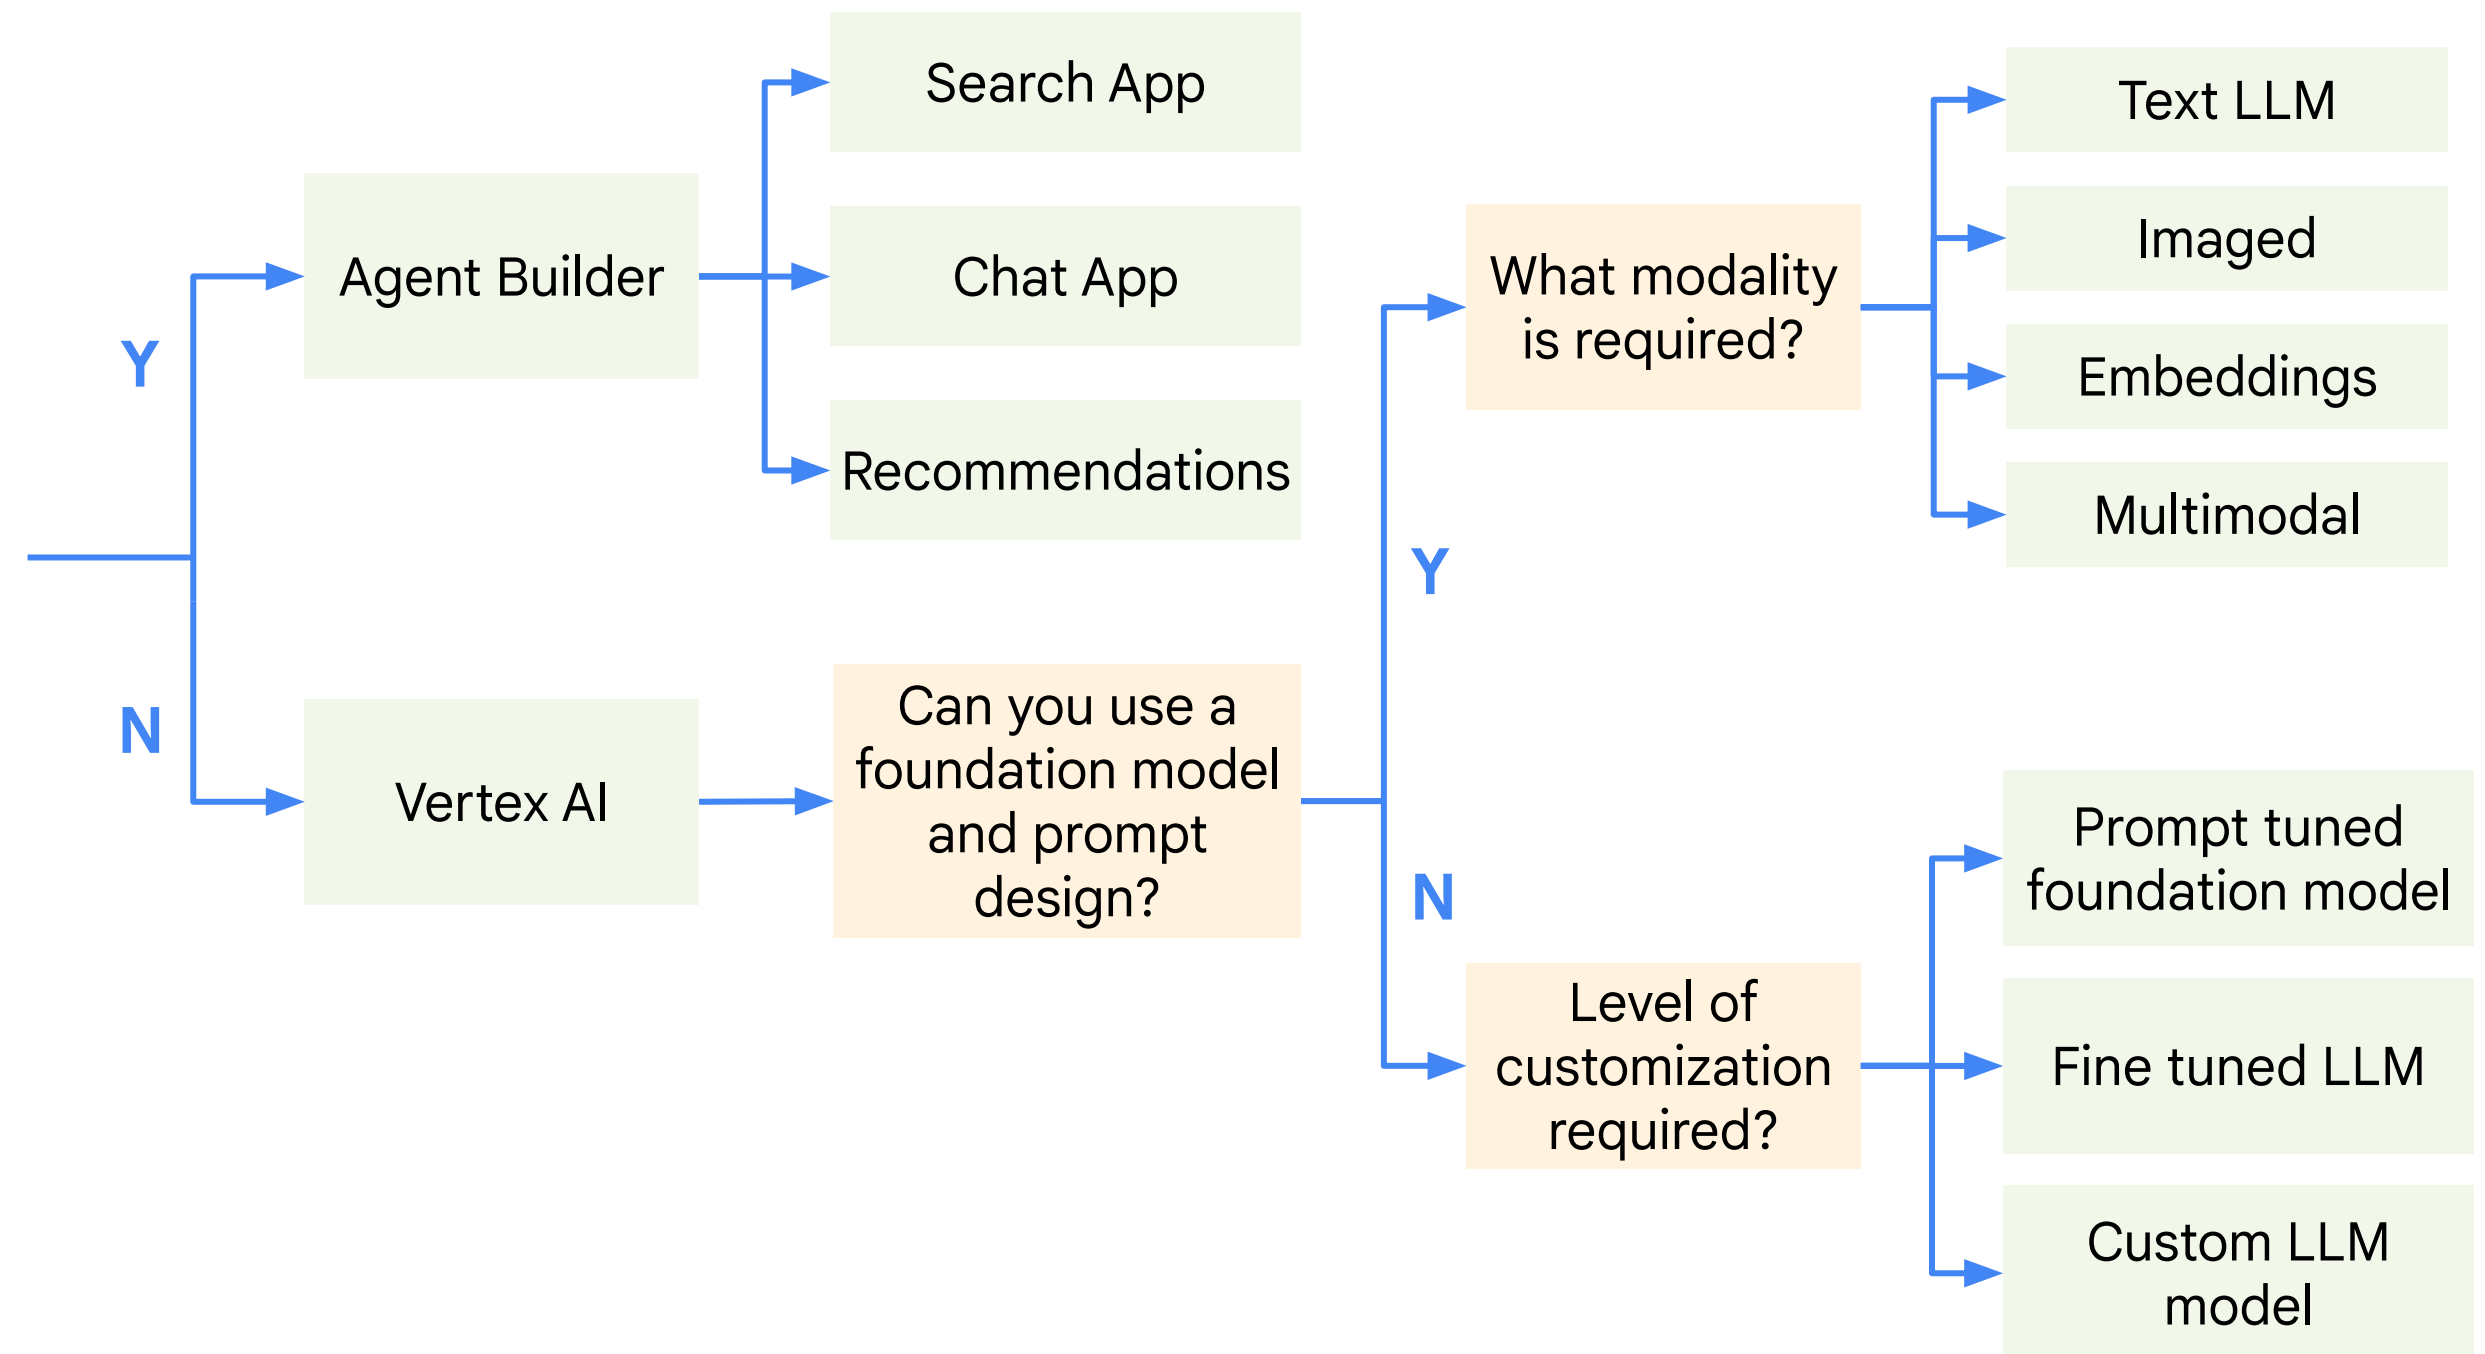 Search App
Agent Builder
Chat App
Recommendations
Y
N
Vertex AI
Can you use a
foundation model
and prompt
design?
Y
N
What modality
is required?
Text LLM
Imaged
Embeddings
Multimodal
Level of
customization
required?
Prompt tuned
foundation model
Fine tuned LLM
Custom LLM
model